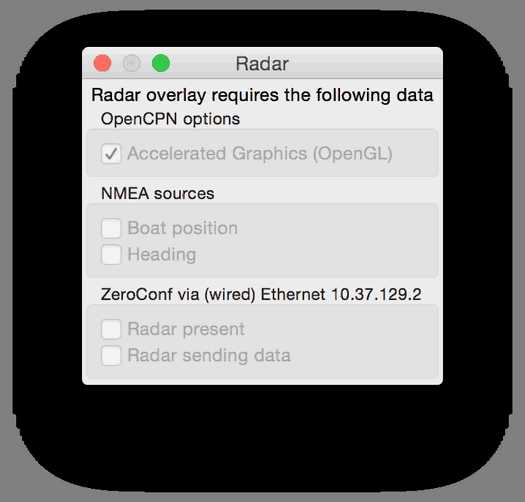 Radar
Radar overlay requires the following data
OpenCPN options
Accelerated Graphics (OpenGL)
NMEA sources
Boat position
Heading
ZeroConf via (wired) Ethernet 10.37.129.2
Radar present
Radar sending data